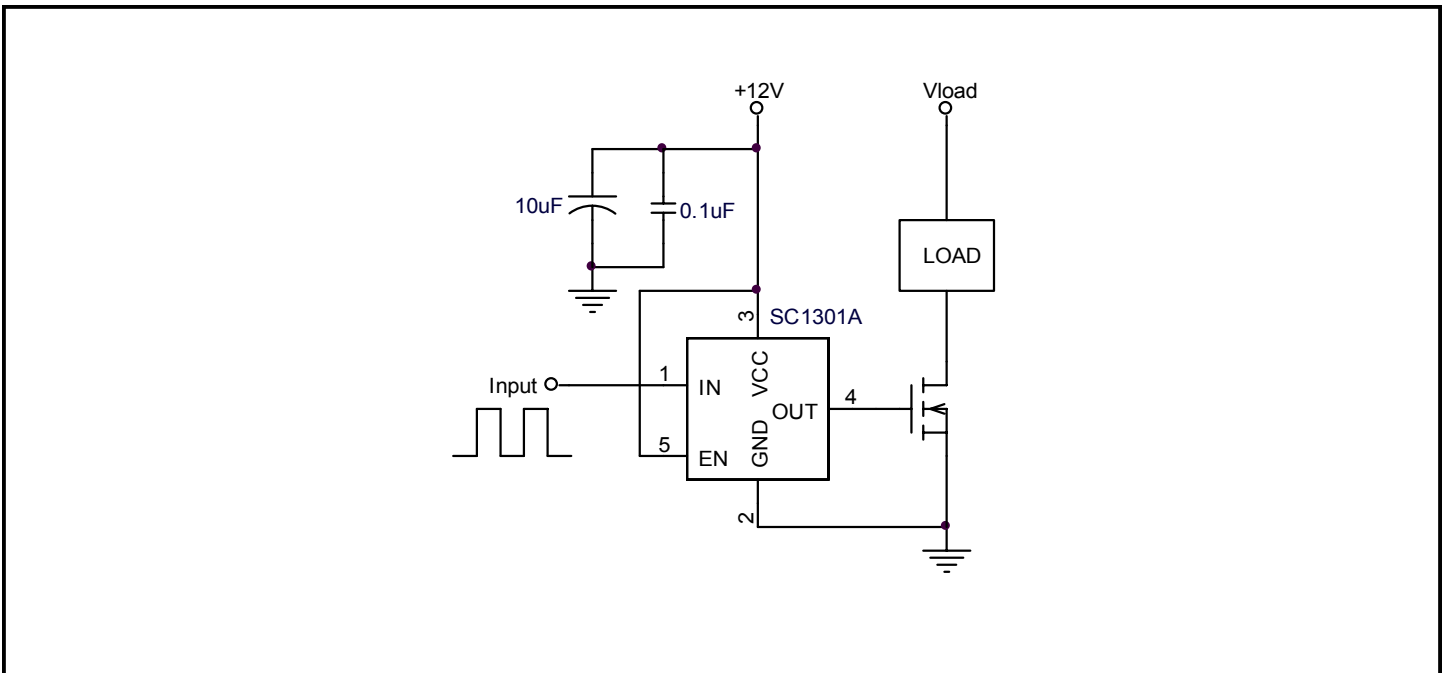 +12V
Vload
10uF
0.1uF
LOAD
3
SC1301A
Input
1
IN
VCC
OUT
4
5
EN
GND
2